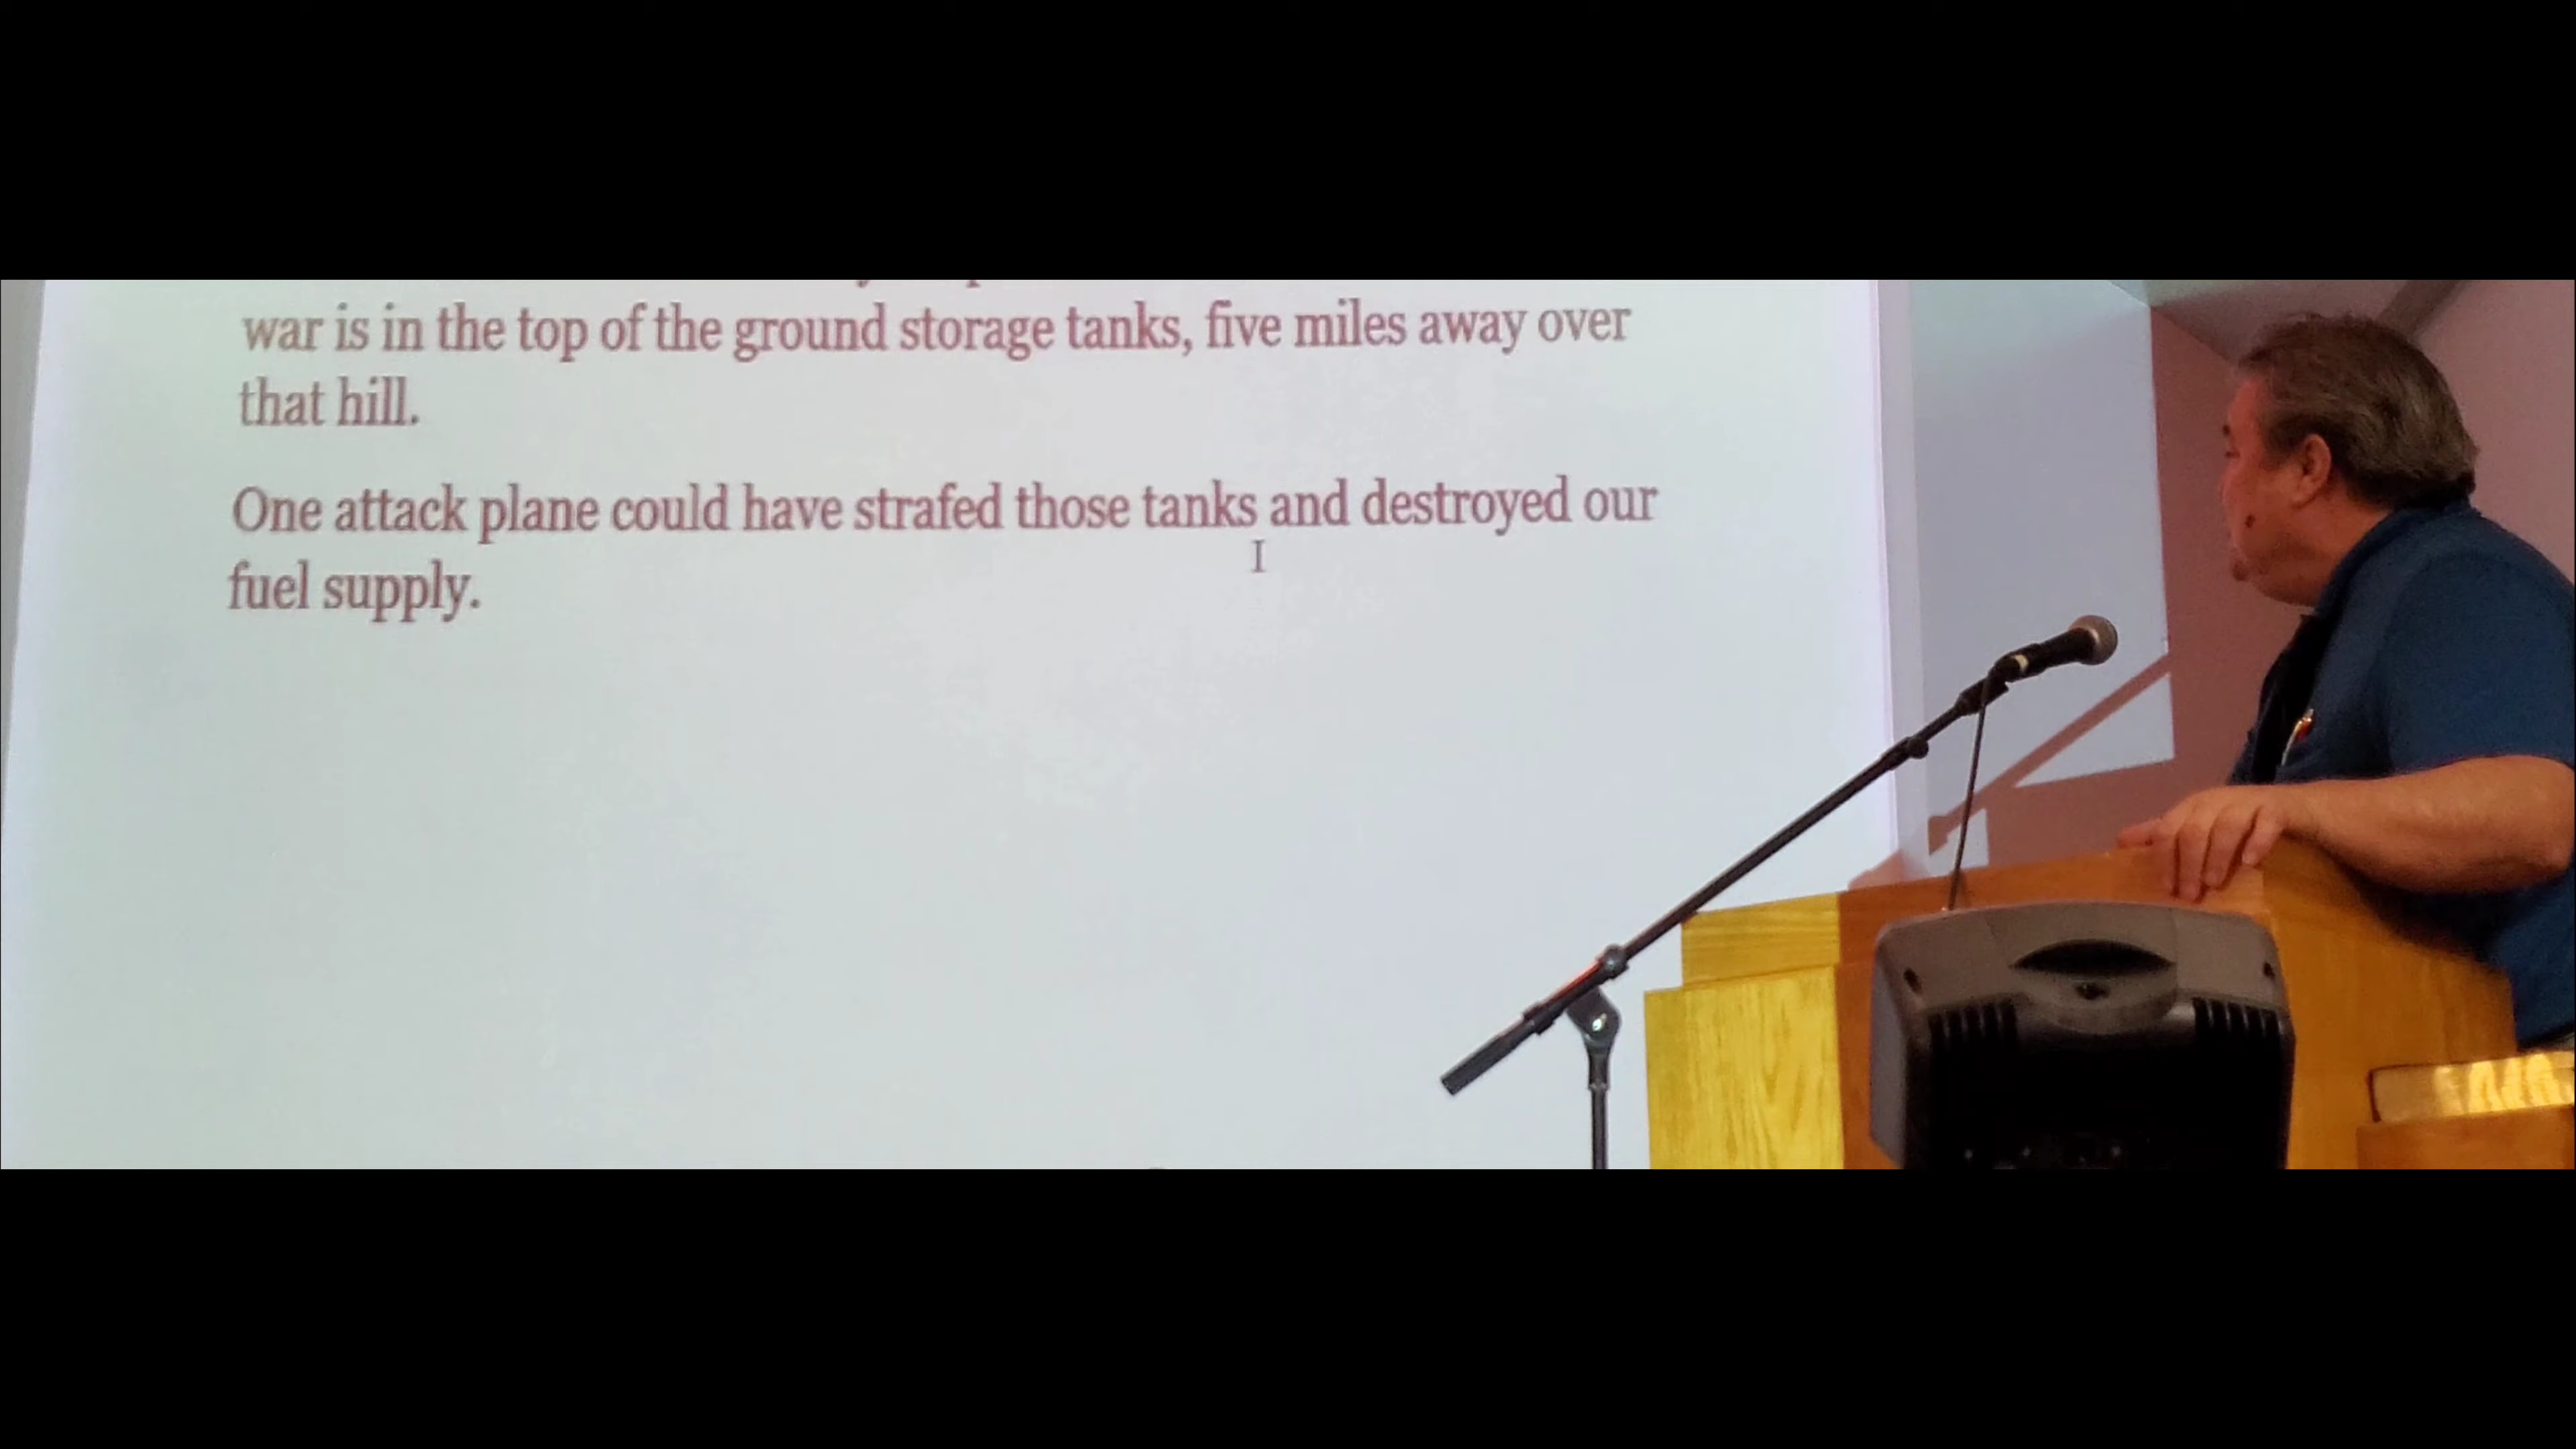 war is in the top of the ground storage tanks, five miles away over
that hill.
One attack plane could have strafed those tanks and destroyed our
fuel supply.